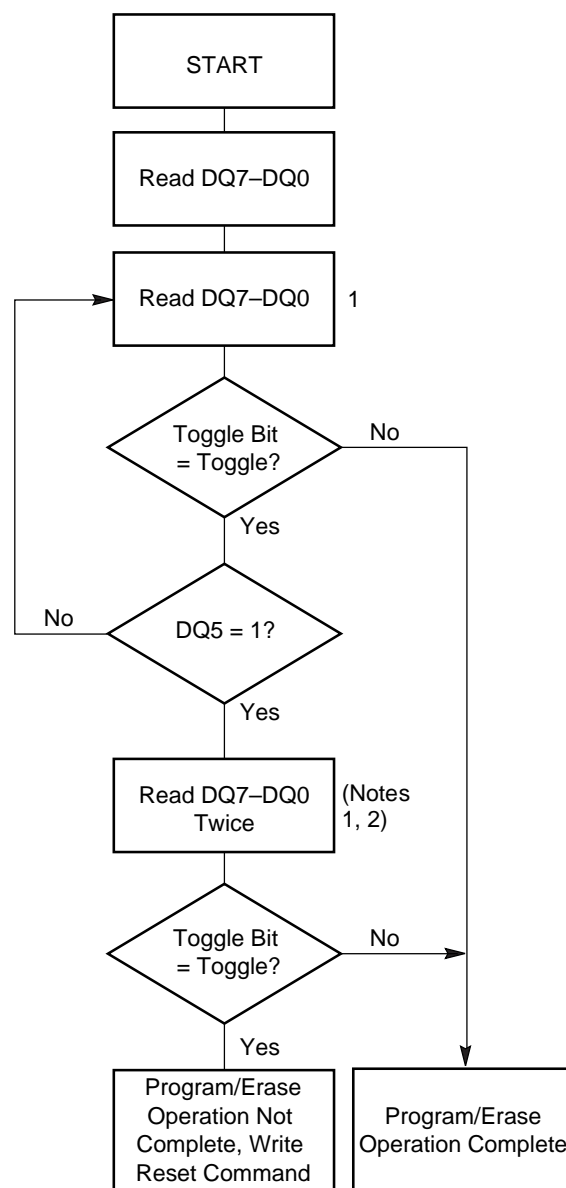 START
Read DQ7–DQ0
Read DQ7–DQ0
1
Toggle Bit
= Toggle?
No
Yes
No
DQ5 = 1?
Yes
Read DQ7–DQ0
Twice
(Notes
1, 2)
Toggle Bit
= Toggle?
No
Yes
Program/Erase
Operation Not
Complete, Write
Reset Command
Program/Erase
Operation Complete